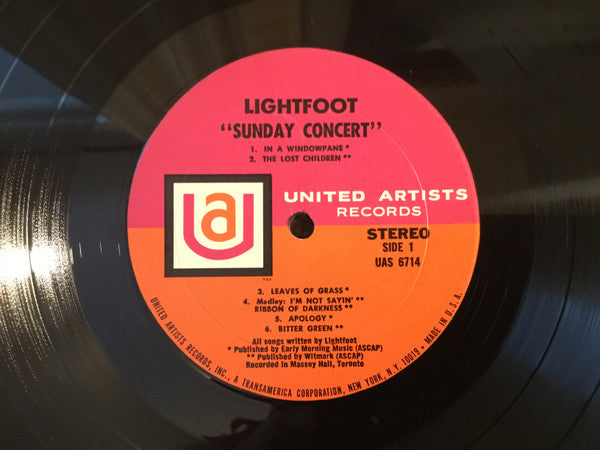 LIGHTFOOT
"SUNDAY CONCERT"
1. IN A WINDOWPANE *
2. THE LOST CHILDREN **
ua
UNITED ARTISTS
RECORDS
STEREO
SIDE 1
UAS 6714
TM
3. LEAVES OF GRASS *
4. Medley: I'M NOT SAYIN' **
RIBBON OF DARKNESS **
5. APOLOGY *
6. BITTER GREEN **
All songs written by Lightfoot
* Published by Early Morning Music (ASCAP)
** Published by Witmark (ASCAP)
Recorded in Massey Hall, Toronto
UNITED ARTISTS RECORDS, INC., A TRANSAMERICA CORPORATION, NEW YORK, N.Y. 10019 • MADE IN U.S.A.